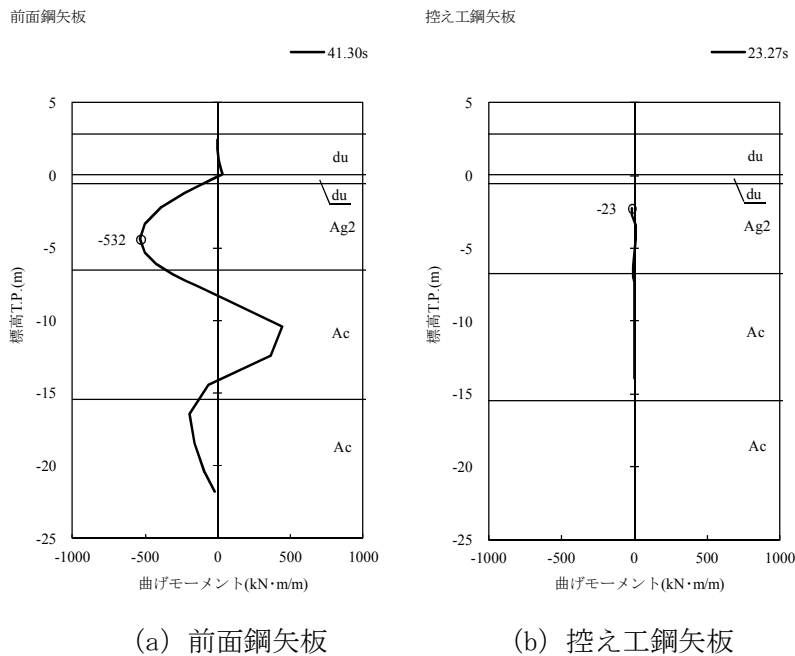 前面鋼矢板
41.30s
5
0
-5
-10
-15
-20
-25
標高T.P.(m)
du
du
Ag2
-532
Ac
Ac
-1000 -500 0 500 1000
曲げモーメント(kN・m/m)
(a) 前面鋼矢板
控え工鋼矢板
23.27s
5
0
-5
-10
-15
-20
-25
標高T.P.(m)
du
du
Ag2
-23
Ac
Ac
-1000 -500 0 500 1000
曲げモーメント(kN・m/m)
(b) 控え工鋼矢板